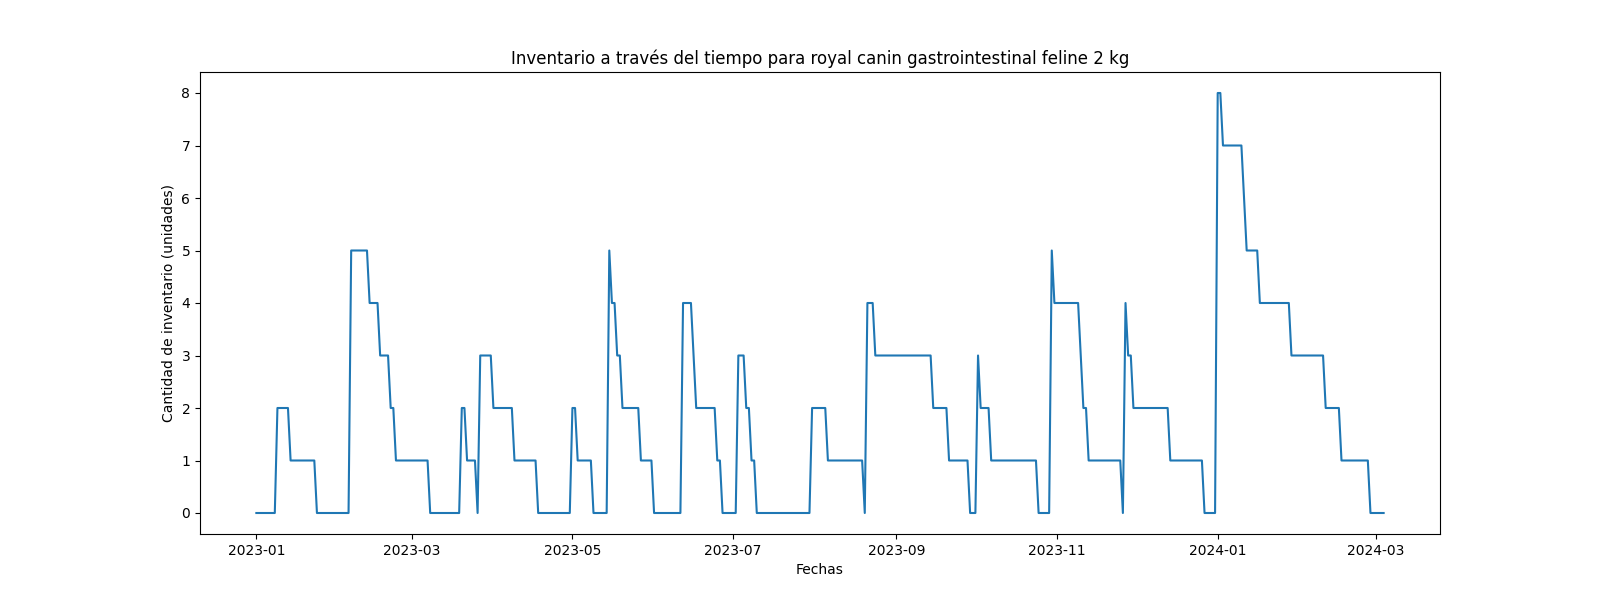 Inventario a través del tiempo para royal canin gastrointestinal feline 2 kg
Cantidad de inventario (unidades)
8
7
6
5
4
3
2
1
0
2023-01 2023-03 2023-05 2023-07 2023-09 2023-11 2024-01 2024-03
Fechas